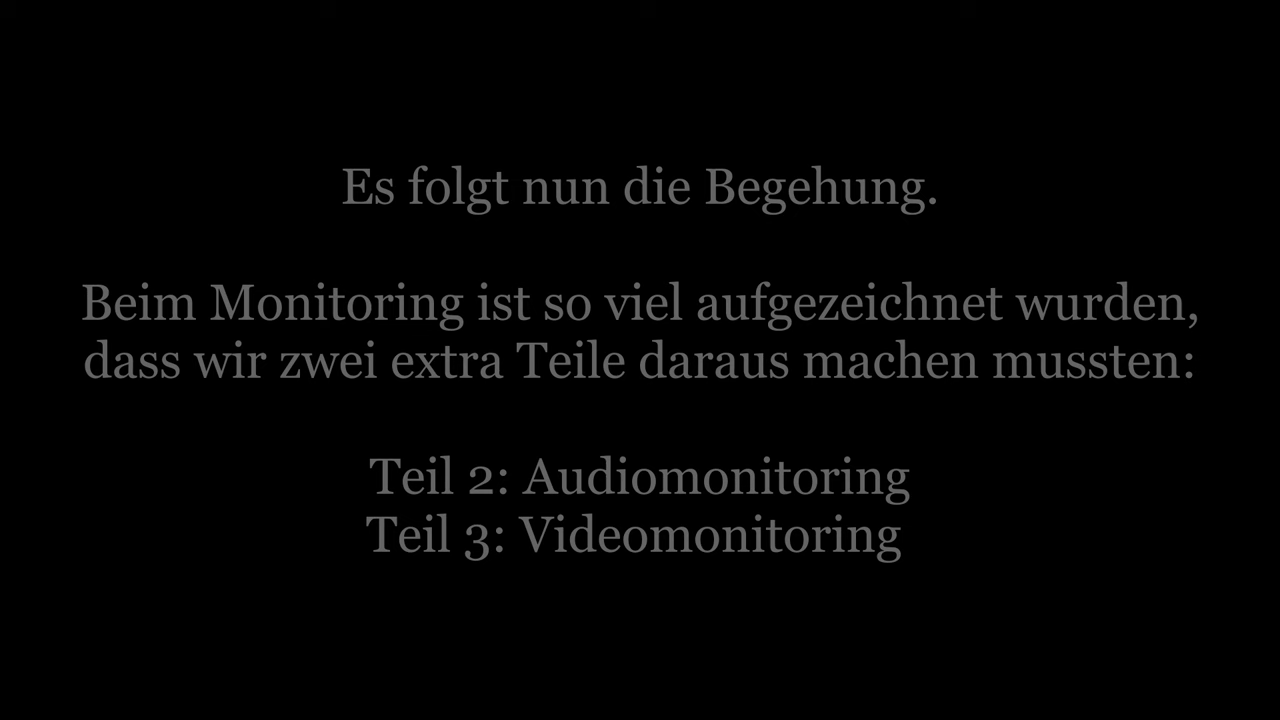 Es folgt nun die Begehung.
Beim Monitoring ist so viel aufgezeichnet wurden,
dass wir zwei extra Teile daraus machen mussten:
Teil 2: Audiomonitoring
Teil 3: Videomonitoring